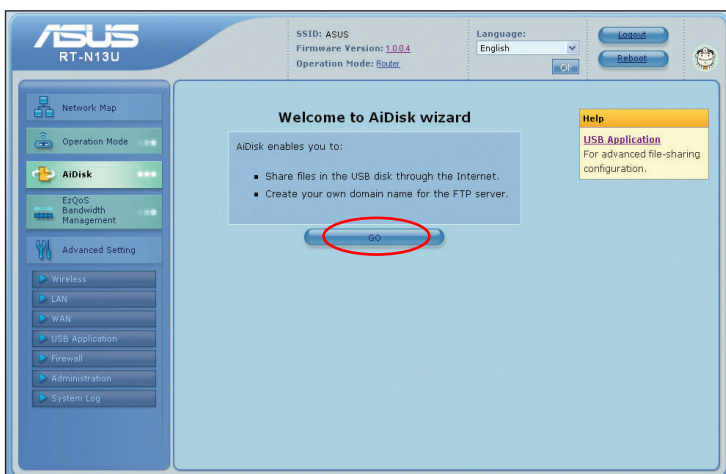 ASUS
RT-N13U
SSID: ASUS
Firmware Version: 1.0.0.4
Operation Mode: Router
Language:
English
OK
Logout
Reboot
Network Map
Operation Mode
AiDisk
EzQoS
Bandwidth
Management
Advanced Setting
Wireless
LAN
WAN
USB Application
Firewall
Administration
System Log
Welcome to AiDisk wizard
AiDisk enables you to:
Share files in the USB disk through the Internet.
Create your own domain name for the FTP server.
GO
Help
USB Application
For advanced file-sharing
configuration.